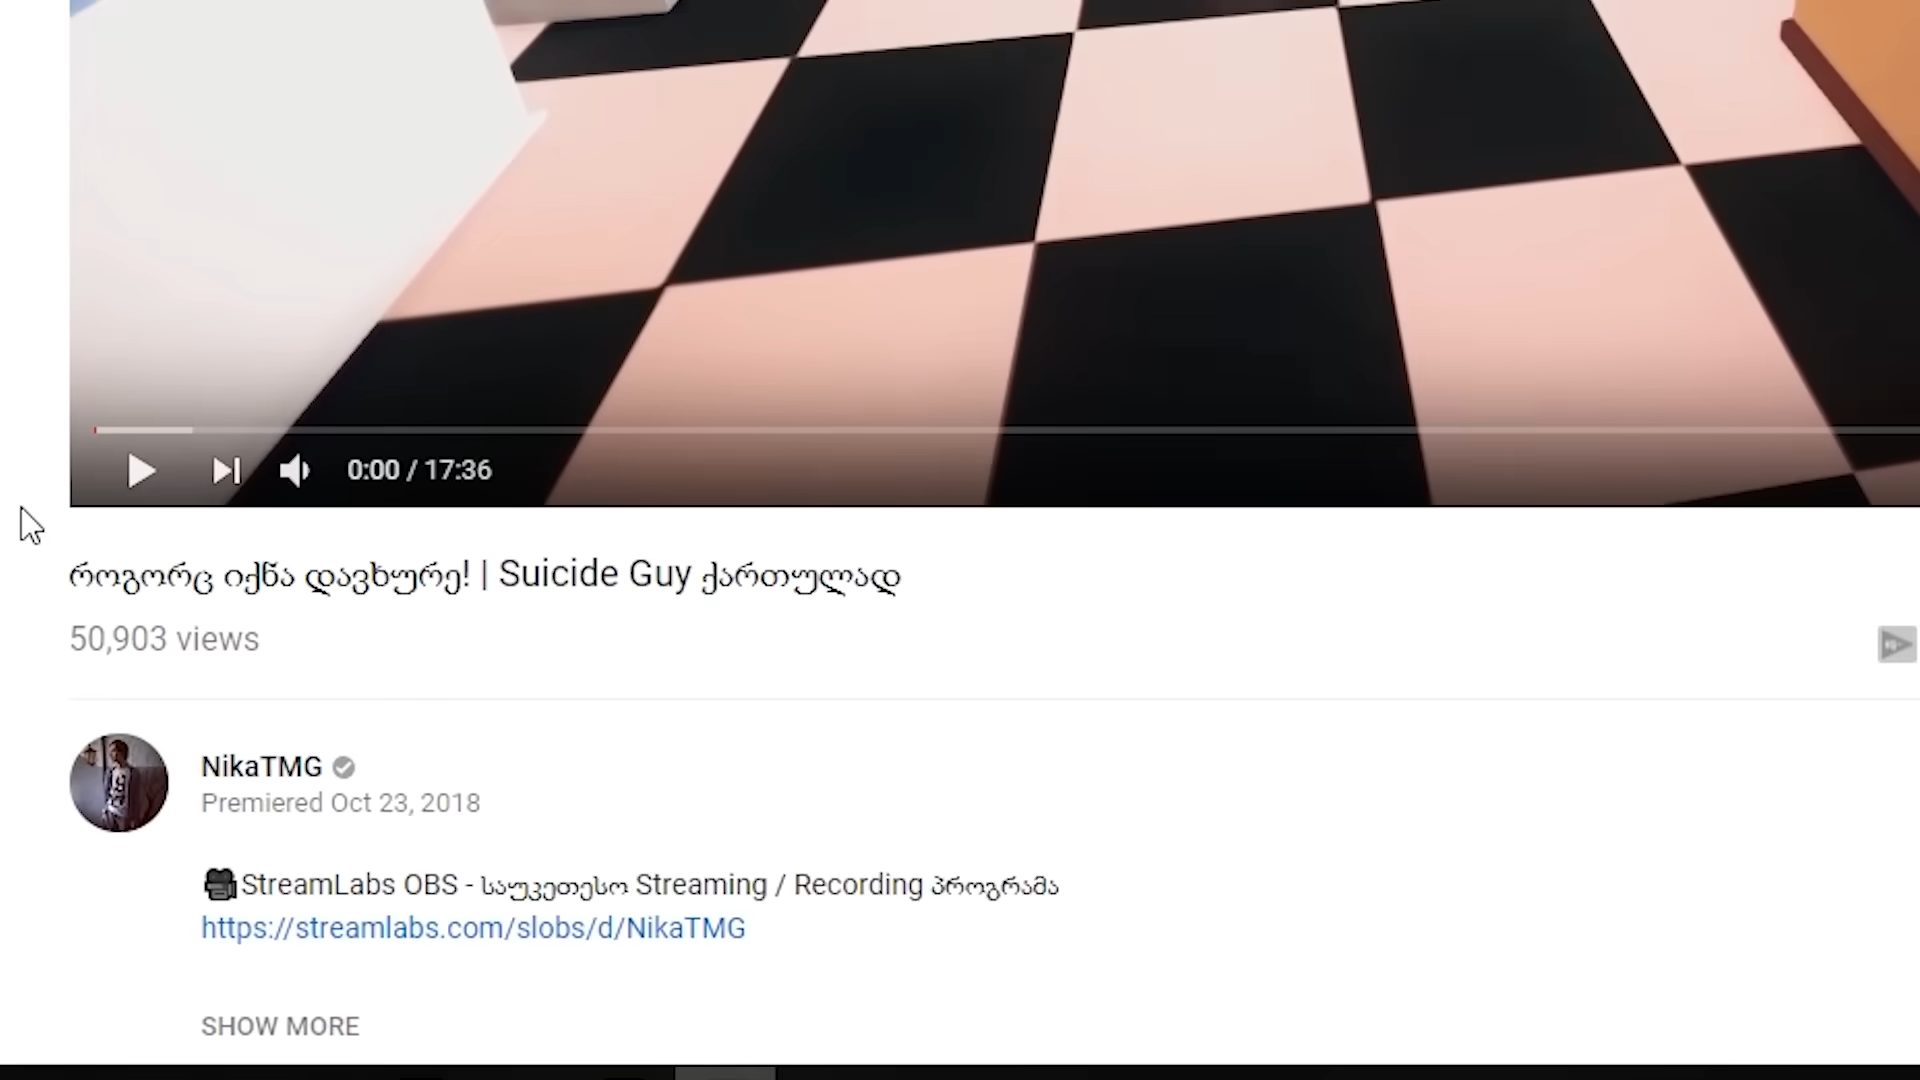 0:00 / 17:36
როგორც იქნა დავხურე! | Suicide Guy ქართულად
50,903 views
NikaTMG
Premiered Oct 23, 2018
StreamLabs OBS - საუკეთესო Streaming / Recording პროგრამა
https://streamlabs.com/slobs/d/NikaTMG
SHOW MORE